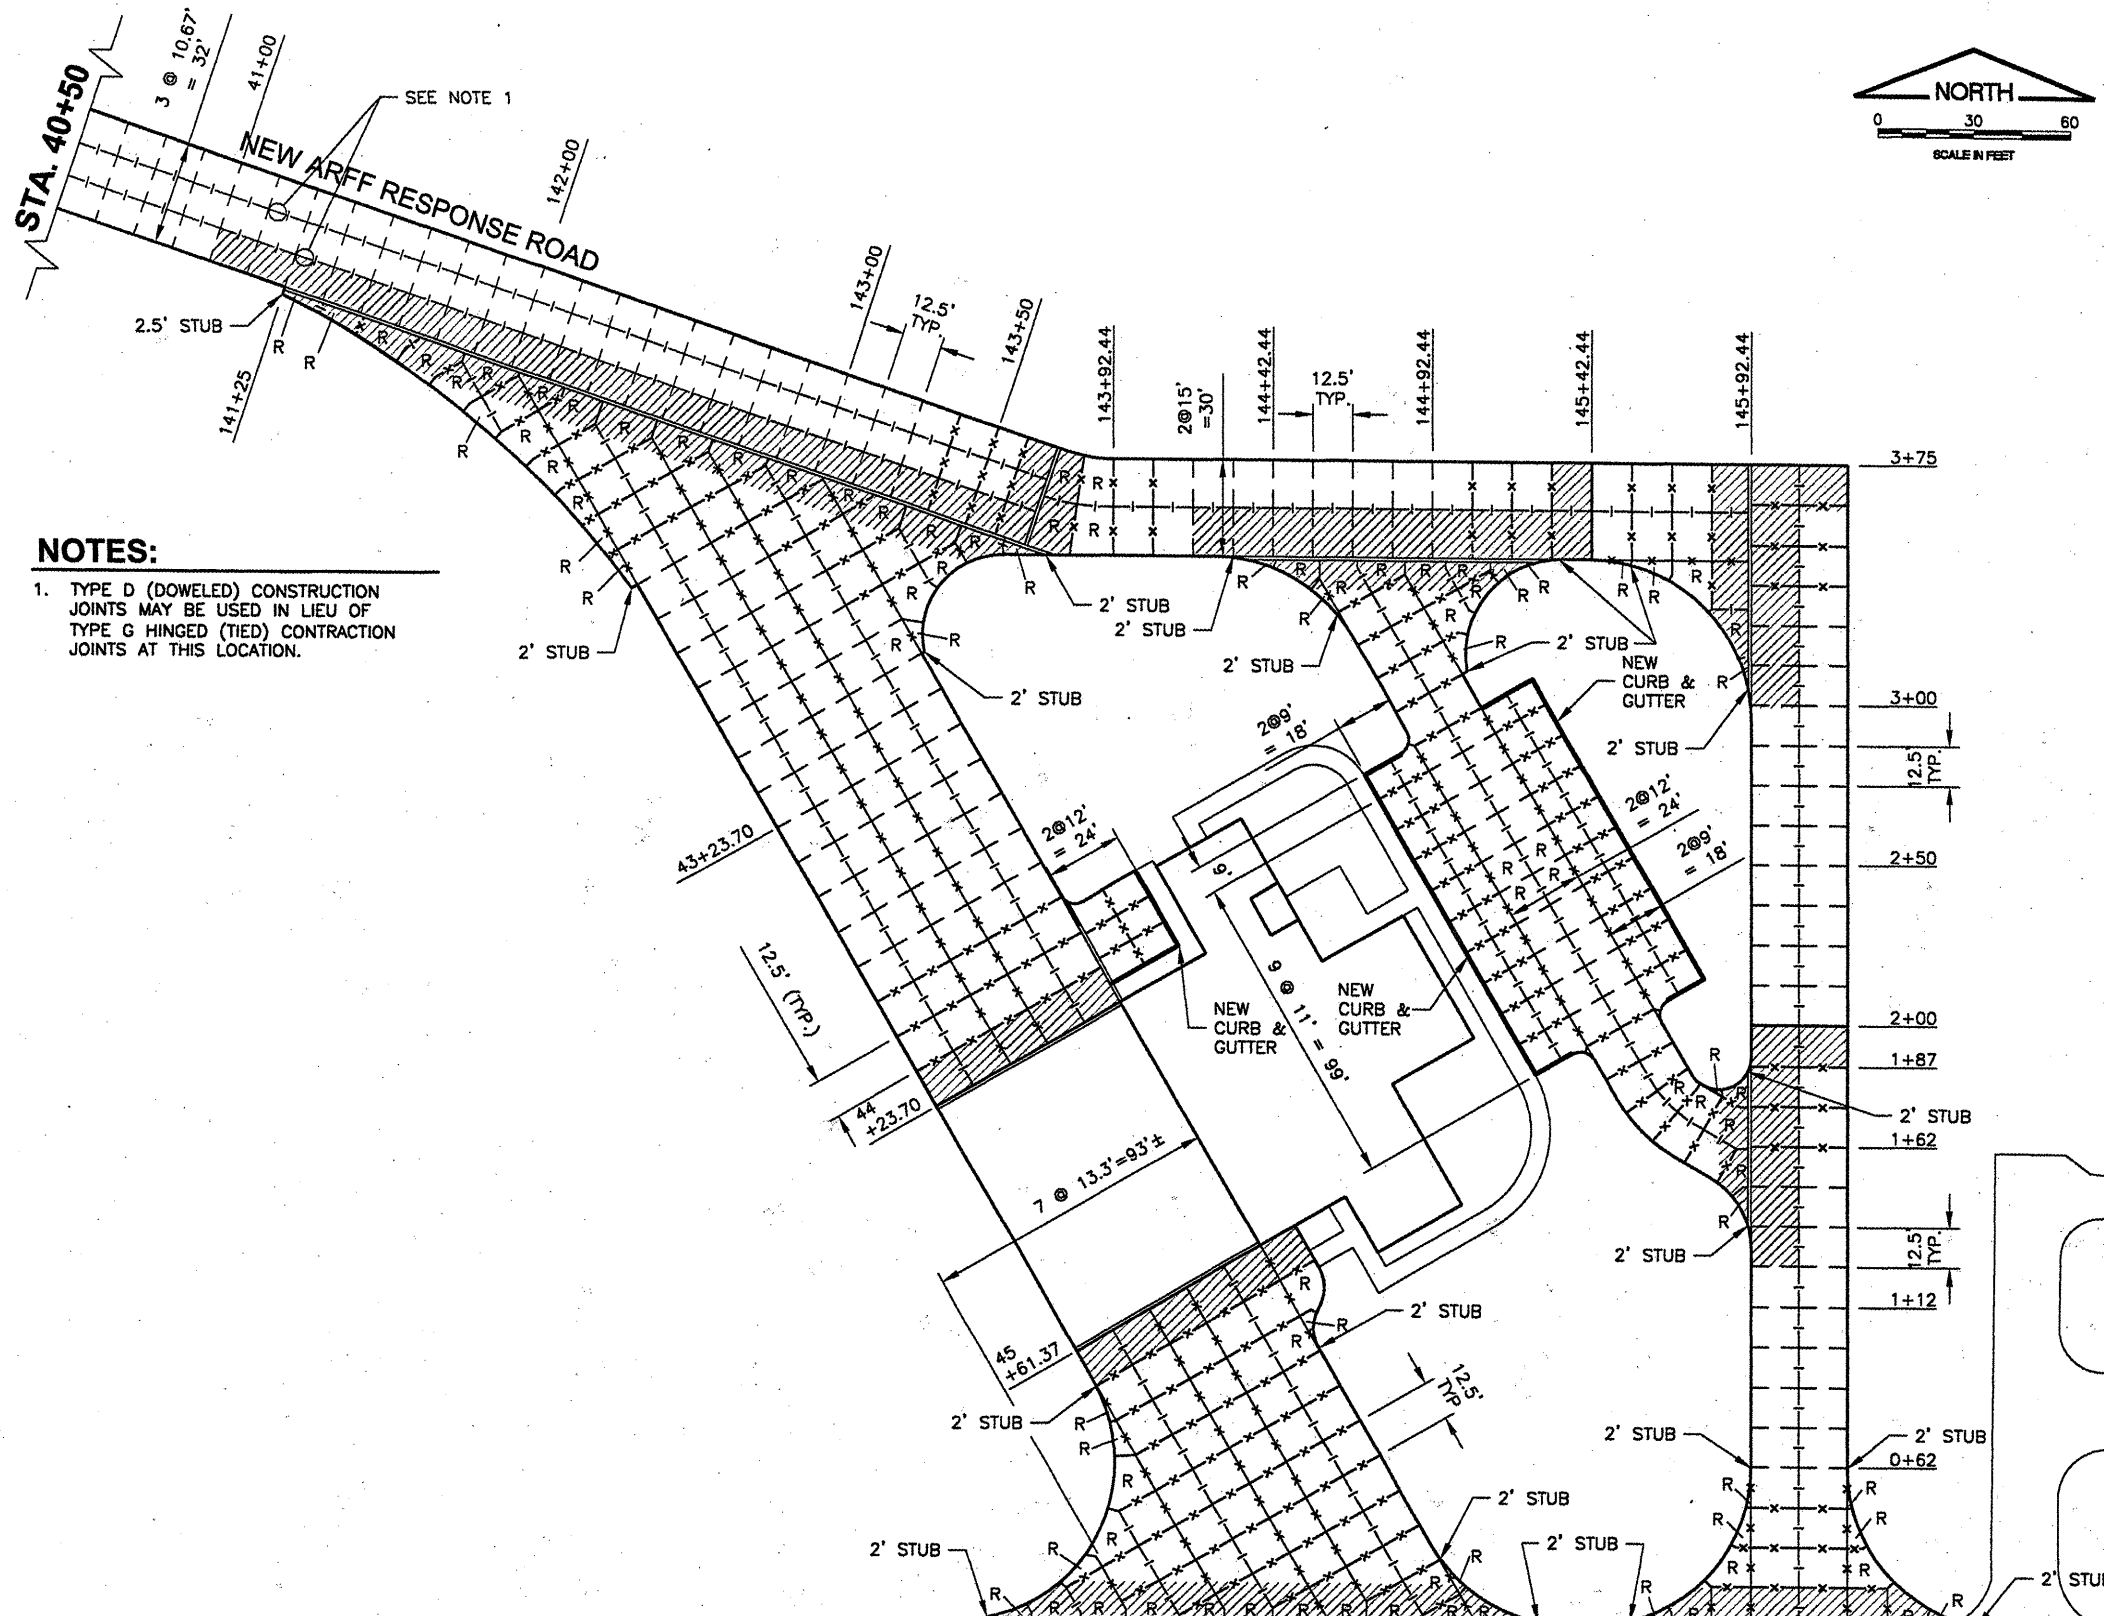 STA. 40+50
3 @ 10.67'
= 32'
41+00
SEE NOTE 1
NEW ARFF RESPONSE ROAD
142+00
143+00
12.5'
TYP.
143+50
2.5' STUB
R
R
141+25
R
NORTH
0 30 60
SCALE IN FEET
143+92.44
2@15'
=30'
144+42.44
12.5'
TYP.
144+92.44
145+42.44
145+92.44
3+75
NOTES:
1. TYPE D (DOWELED) CONSTRUCTION
JOINTS MAY BE USED IN LIEU OF
TYPE G HINGED (TIED) CONTRACTION
JOINTS AT THIS LOCATION.
R
R
2' STUB
R
R
2' STUB
2' STUB
2' STUB
2' STUB
2' STUB
NEW
CURB &
GUTTER
R
3+00
2' STUB
12.5'
TYP.
2@9'
= 18'
2@12'
= 24'
2@9'
= 18'
2+50
43+23.70
2@12'
= 24'
9'
9 @ 11' = 99'
12.5' (TYP.)
NEW
CURB &
GUTTER
NEW
CURB &
GUTTER
2+00
1+87
2' STUB
1+62
44
+23.70
7 @ 13.3'=93'±
R
2' STUB
12.5'
TYP.
1+12
2' STUB
45
+61.37
12.5'
TYP
2' STUB
R
R
2' STUB
2' STUB
0+62
2' STUB
2' STUB
2' STUB
R
R
R
R
2' STUB